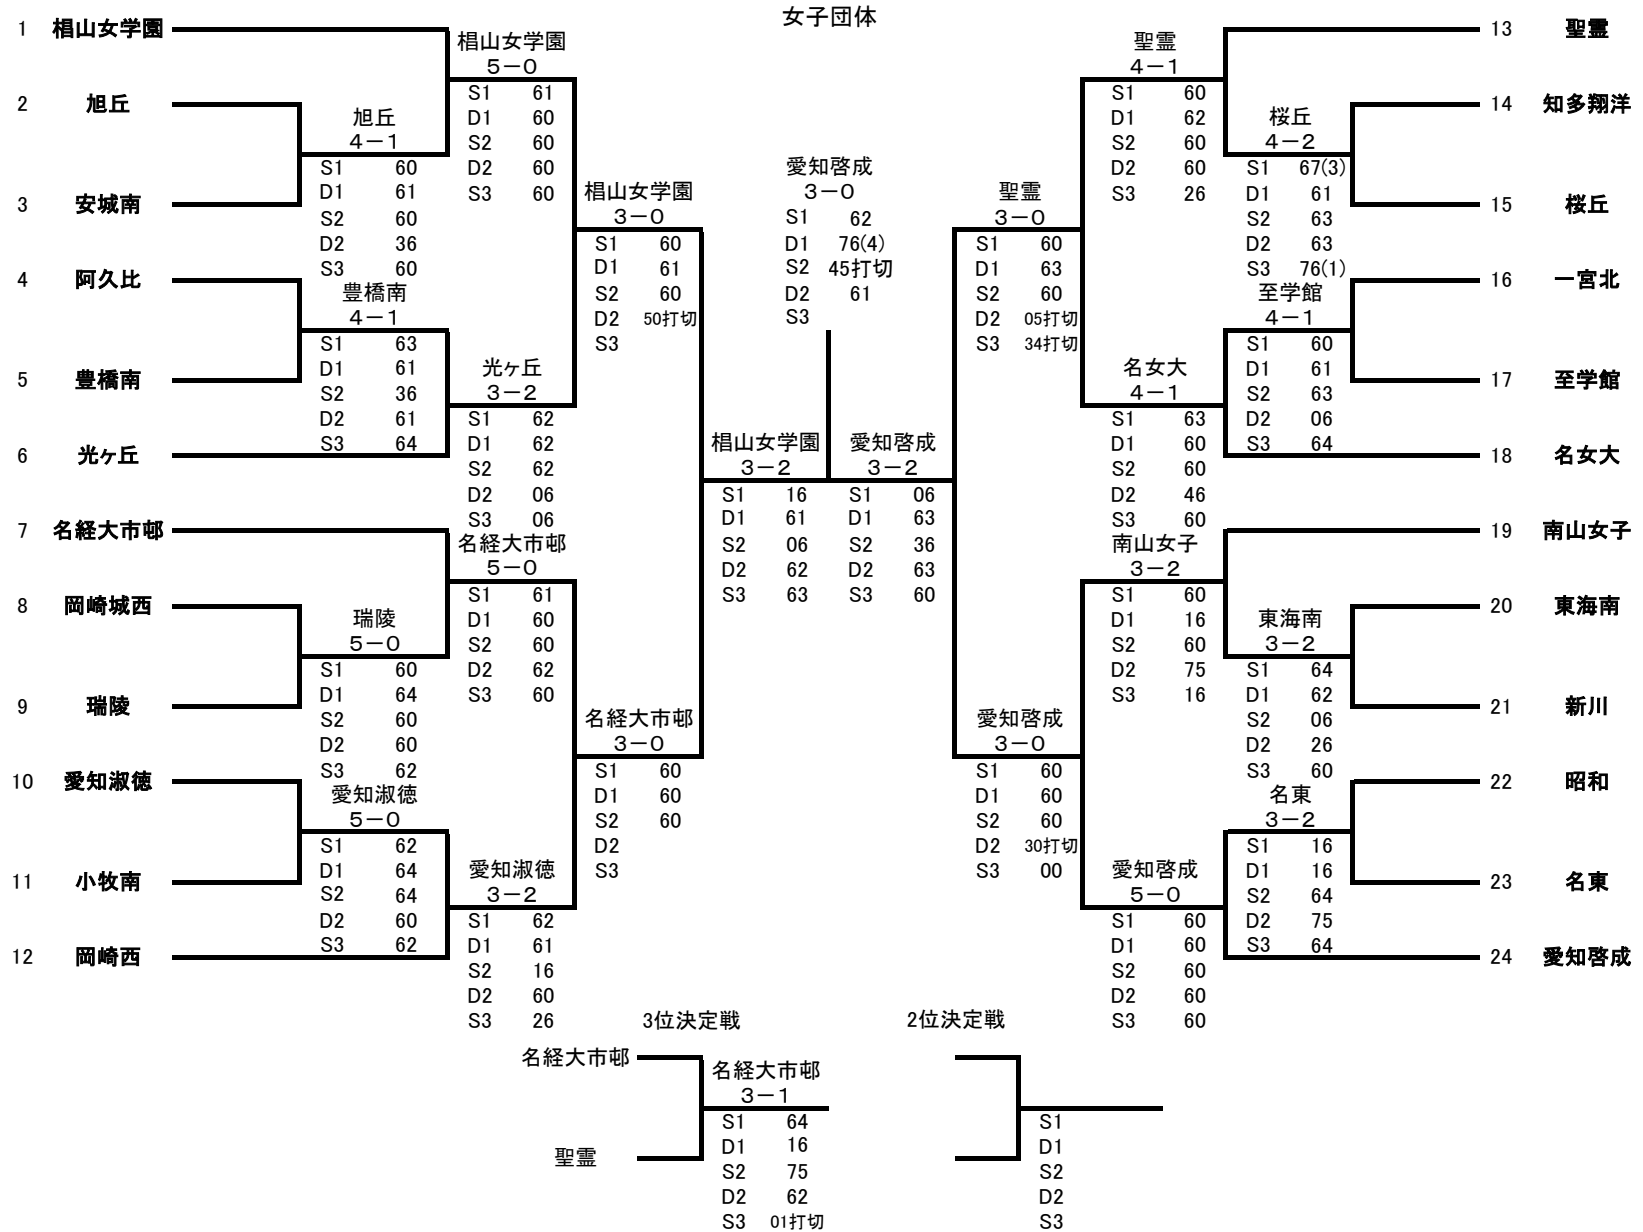 女子団体
1 椙山女学園
2 旭丘
3 安城南
4 阿久比
5 豊橋南
6 光ヶ丘
7 名経大市邨
8 岡崎城西
9 瑞陵
10 愛知淑徳
11 小牧南
12 岡崎西
旭丘
4－1
S1 60
D1 61
S2 60
D2 36
S3 60
豊橋南
4－1
S1 63
D1 61
S2 36
D2 61
S3 64
瑞陵
5－0
S1 60
D1 64
S2 60
D2 60
S3 62
愛知淑徳
5－0
S1 62
D1 64
S2 64
D2 60
S3 62
椙山女学園
5－0
S1 61
D1 60
S2 60
D2 60
S3 60
光ヶ丘
3－2
S1 62
D1 62
S2 62
D2 06
S3 06
名経大市邨
5－0
S1 61
D1 60
S2 60
D2 62
S3 60
愛知淑徳
3－2
S1 62
D1 61
S2 16
D2 60
S3 26
椙山女学園
3－0
S1 60
D1 61
S2 60
D2 50打切
S3
名経大市邨
3－0
S1 60
D1 60
S2 60
D2
S3
椙山女学園
3－2
S1 16
D1 61
S2 06
D2 62
S3 63
愛知啓成
3－0
S1 62
D1 76(4)
S2 45打切
D2 61
S3
愛知啓成
3－2
S1 06
D1 63
S2 36
D2 63
S3 60
聖霊
3－0
S1 60
D1 63
S2 60
D2 05打切
S3 34打切
愛知啓成
3－0
S1 60
D1 60
S2 60
D2 30打切
S3 00
聖霊
4－1
S1 60
D1 62
S2 60
D2 60
S3 26
名女大
4－1
S1 63
D1 60
S2 60
D2 46
S3 60
南山女子
3－2
S1 60
D1 16
S2 60
D2 75
S3 16
愛知啓成
5－0
S1 60
D1 60
S2 60
D2 60
S3 60
桜丘
4－2
S1 67(3)
D1 61
S2 63
D2 63
S3 76(1)
至学館
4－1
S1 60
D1 61
S2 63
D2 06
S3 64
東海南
3－2
S1 64
D1 62
S2 06
D2 26
S3 60
名東
3－2
S1 16
D1 16
S2 64
D2 75
S3 64
13 聖霊
14 知多翔洋
15 桜丘
16 一宮北
17 至学館
18 名女大
19 南山女子
20 東海南
21 新川
22 昭和
23 名東
24 愛知啓成
3位決定戦
名経大市邨
聖霊
名経大市邨
3－1
S1 64
D1 16
S2 75
D2 62
S3 01打切
2位決定戦
S1
D1
S2
D2
S3